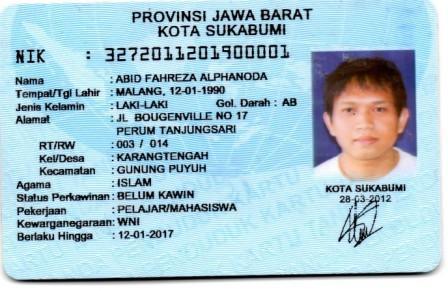 PROVINSI JAWA BARAT
KOTA SUKABUMI
NIK : 3272011201900001
Nama : ABID FAHREZA ALPHANODA
Tempat/Tgl Lahir : MALANG, 12-01-1990
Jenis Kelamin : LAKI-LAKI Gol. Darah : AB
Alamat : JL BOUGENVILLE NO 17
PERUM TANJUNGSARI
RT/RW : 003 / 014
Kel/Desa : KARANGTENGAH
Kecamatan : GUNUNG PUYUH
Agama : ISLAM
Status Perkawinan : BELUM KAWIN
Pekerjaan : PELAJAR/MAHASISWA
Kewarganegaraan : WNI
Berlaku Hingga : 12-01-2017
KOTA SUKABUMI
28-03-2012